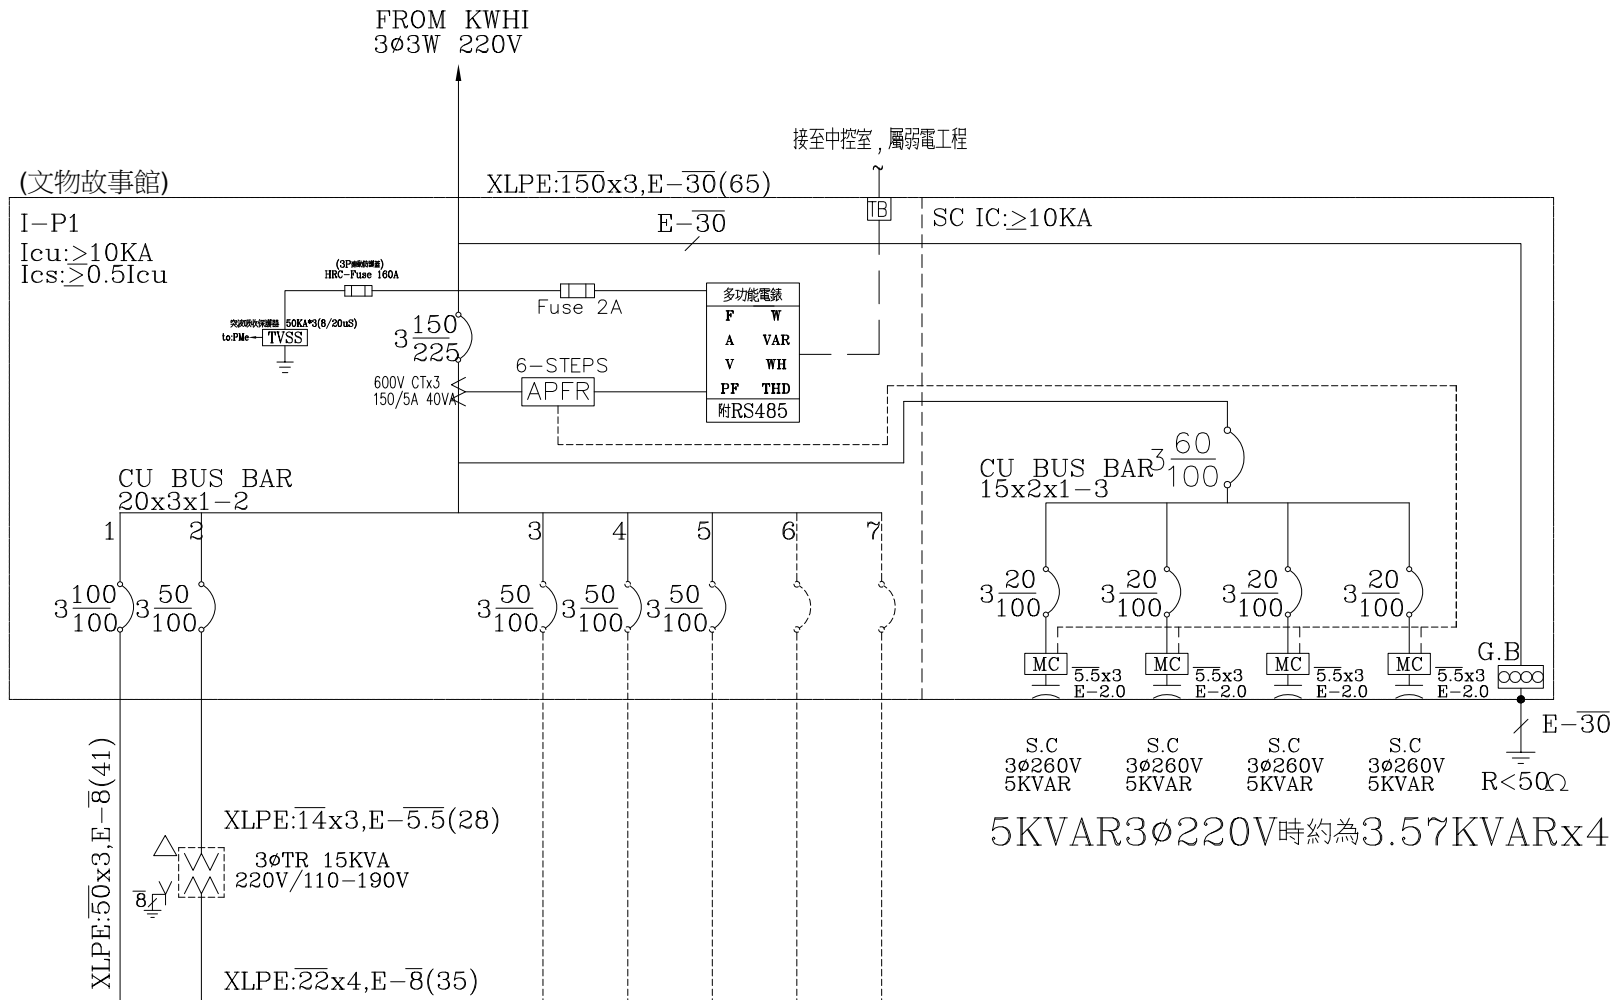 FROM KWHI
3ø3W 220V
接至中控室 , 屬弱電工程
(文物故事館)
XLPE:150x3,E-30(65)
TB
I-P1
Icu:≥10KA
Ics:≥0.5Icu
E-30
SC IC:≥10KA
HRC-Fuse 160A
Fuse 2A
50KA*3(8/20uS)
to:PMe
TVSS
3 150/225
多功能電錶
F W
A VAR
V WH
PF THD
附RS485
6-STEPS
APFR
600V CTx3
150/5A 40VA
CU BUS BAR
20x3x1-2
CU BUS BAR
15x2x1-3
3 60/100
1 2 3 4 5 6 7
3 100/100
3 50/100
3 50/100
3 50/100
3 50/100
3 20/100
3 20/100
3 20/100
3 20/100
MC
5.5x3
E-2.0
MC
5.5x3
E-2.0
MC
5.5x3
E-2.0
MC
5.5x3
E-2.0
G.B
E-30
R<50Ω
S.C
3ø260V
5KVAR
S.C
3ø260V
5KVAR
S.C
3ø260V
5KVAR
S.C
3ø260V
5KVAR
5KVAR3ø220V時約為3.57KVARx4
XLPE:50x3,E-8(41)
XLPE:14x3,E-5.5(28)
3øTR 15KVA
220V/110-190V
8
XLPE:22x4,E-8(35)